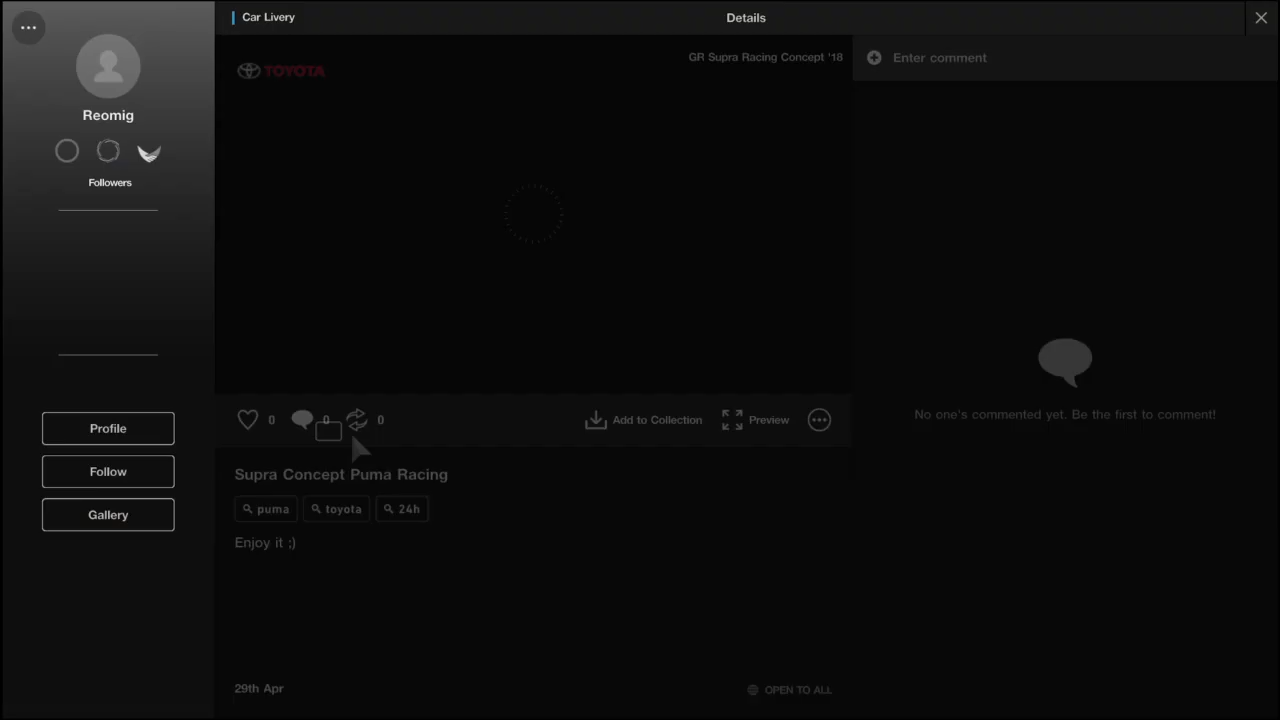 Car Livery
Details
Reomig
Followers
Profile
Follow
Gallery
TOYOTA
GR Supra Racing Concept '18
0
0
0
Add to Collection
Preview
Supra Concept Puma Racing
puma
toyota
24h
Enjoy it ;)
29th Apr
OPEN TO ALL
Enter comment
No one's commented yet. Be the first to comment!